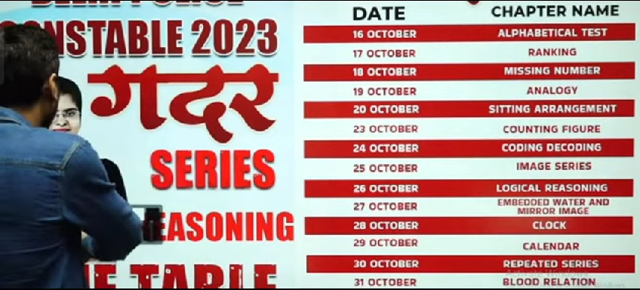 CONSTABLE 2023
गदर
SERIES
REASONING
TIME TABLE
DATE CHAPTER NAME
16 OCTOBER ALPHABETICAL TEST
17 OCTOBER RANKING
18 OCTOBER MISSING NUMBER
19 OCTOBER ANALOGY
20 OCTOBER SITTING ARRANGEMENT
23 OCTOBER COUNTING FIGURE
24 OCTOBER CODING DECODING
25 OCTOBER IMAGE SERIES
26 OCTOBER LOGICAL REASONING
27 OCTOBER EMBEDDED WATER AND
MIRROR IMAGE
28 OCTOBER CLOCK
29 OCTOBER CALENDAR
30 OCTOBER REPEATED SERIES
31 OCTOBER BLOOD RELATION